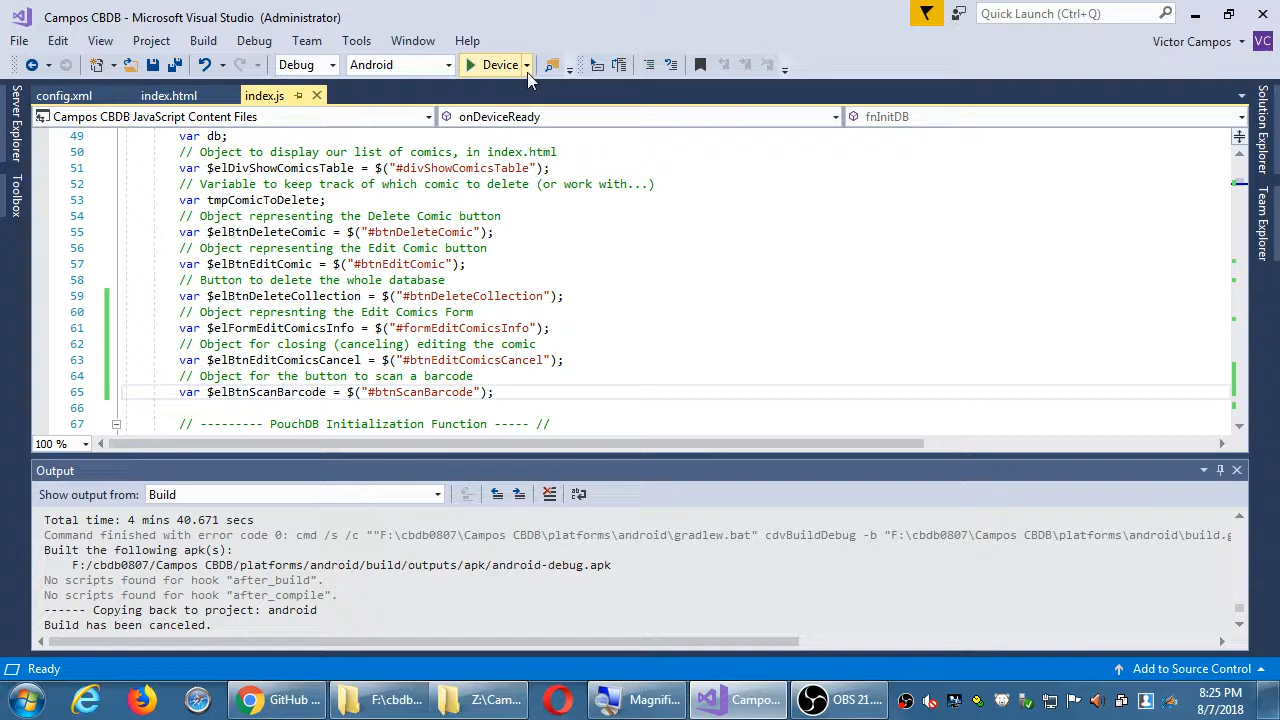 Campos CBDB - Microsoft Visual Studio (Administrator)
Quick Launch (Ctrl+Q)
File Edit View Project Build Debug Team Tools Window Help
Victor Campos VC
Debug Android Device
config.xml index.html index.js
Campos CBDB JavaScript Content Files onDeviceReady fnInitDB
Server Explorer
Toolbox
Solution Explorer
Team Explorer
49 var db;
50 // Object to display our list of comics, in index.html
51 var $elDivShowComicsTable = $("#divShowComicsTable");
52 // Variable to keep track of which comic to delete (or work with...)
53 var tmpComicToDelete;
54 // Object representing the Delete Comic button
55 var $elBtnDeleteComic = $("#btnDeleteComic");
56 // Object representing the Edit Comic button
57 var $elBtnEditComic = $("#btnEditComic");
58 // Button to delete the whole database
59 var $elBtnDeleteCollection = $("#btnDeleteCollection");
60 // Object represnting the Edit Comics Form
61 var $elFormEditComicsInfo = $("#formEditComicsInfo");
62 // Object for closing (canceling) editing the comic
63 var $elBtnEditComicsCancel = $("#btnEditComicsCancel");
64 // Object for the button to scan a barcode
65 var $elBtnScanBarcode = $("#btnScanBarcode");
66
67 // --------- PouchDB Initialization Function ----- //
100 %
Output
Show output from: Build
Total time: 4 mins 40.671 secs
Command finished with error code 0: cmd /s /c ""F:\cbdb0807\Campos CBDB\platforms\android\gradlew.bat" cdvBuildDebug -b "F:\cbdb0807\Campos CBDB\platforms\android\build.g
Built the following apk(s):
F:/cbdb0807/Campos CBDB/platforms/android/build/outputs/apk/android-debug.apk
No scripts found for hook "after_build".
No scripts found for hook "after_compile".
------ Copying back to project: android
Build has been canceled.
Ready
Add to Source Control
GitHub ... F:\cbdb... Z:\Cam... Magnifi... Campo... OBS 21....
8:25 PM
8/7/2018